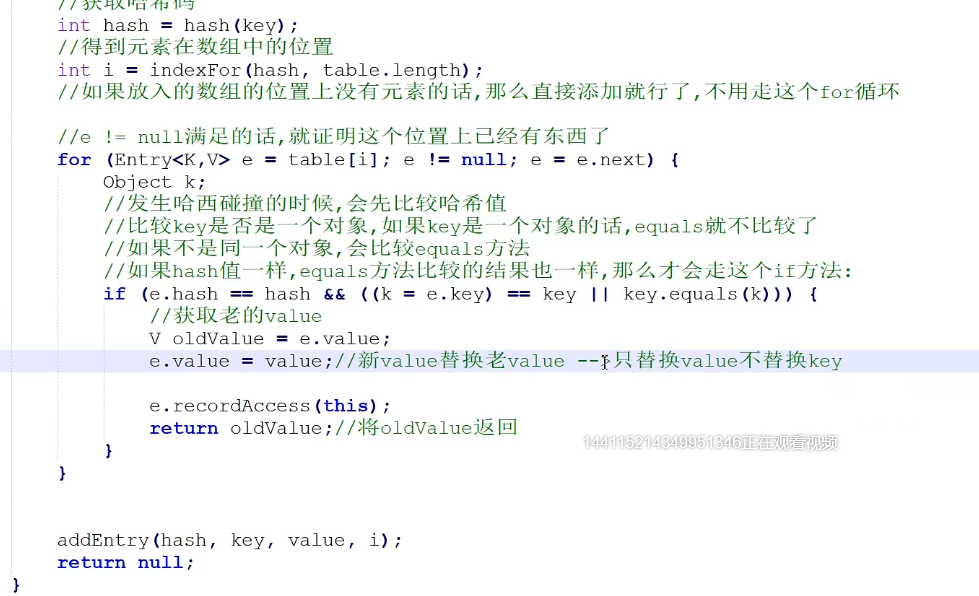 //获取哈希码
int hash = hash(key);
//得到元素在数组中的位置
int i = indexFor(hash, table.length);
//如果放入的数组的位置上没有元素的话,那么直接添加就行了,不用走这个for循环
//e != null满足的话,就证明这个位置上已经有东西了
for (Entry<K,V> e = table[i]; e != null; e = e.next) {
Object k;
//发生哈西碰撞的时候,会先比较哈希值
//比较key是否是一个对象,如果key是一个对象的话,equals就不比较了
//如果不是同一个对象,会比较equals方法
//如果hash值一样,equals方法比较的结果也一样,那么才会走这个if方法:
if (e.hash == hash && ((k = e.key) == key || key.equals(k))) {
//获取老的value
V oldValue = e.value;
e.value = value;//新value替换老value --->只替换value不替换key
e.recordAccess(this);
return oldValue;//将oldValue返回
144115214349951346正在观看视频
}
}
addEntry(hash, key, value, i);
return null;
}